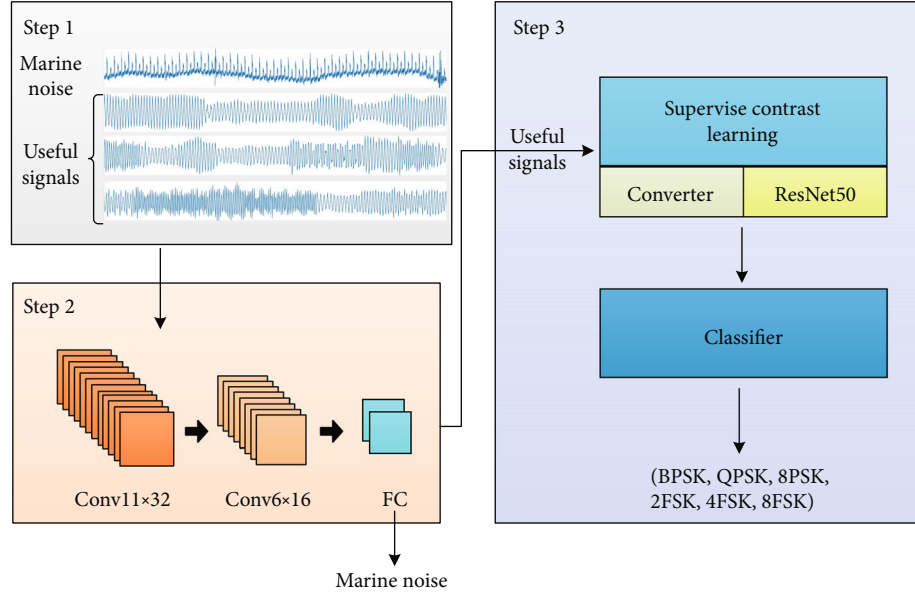 Step 1
Marine
noise
Useful
signals
Step 2
Conv11×32
Conv6×16
FC
Marine noise
Step 3
Useful
signals
Supervise contrast
learning
Converter
ResNet50
Classifier
(BPSK, QPSK, 8PSK,
2FSK, 4FSK, 8FSK)